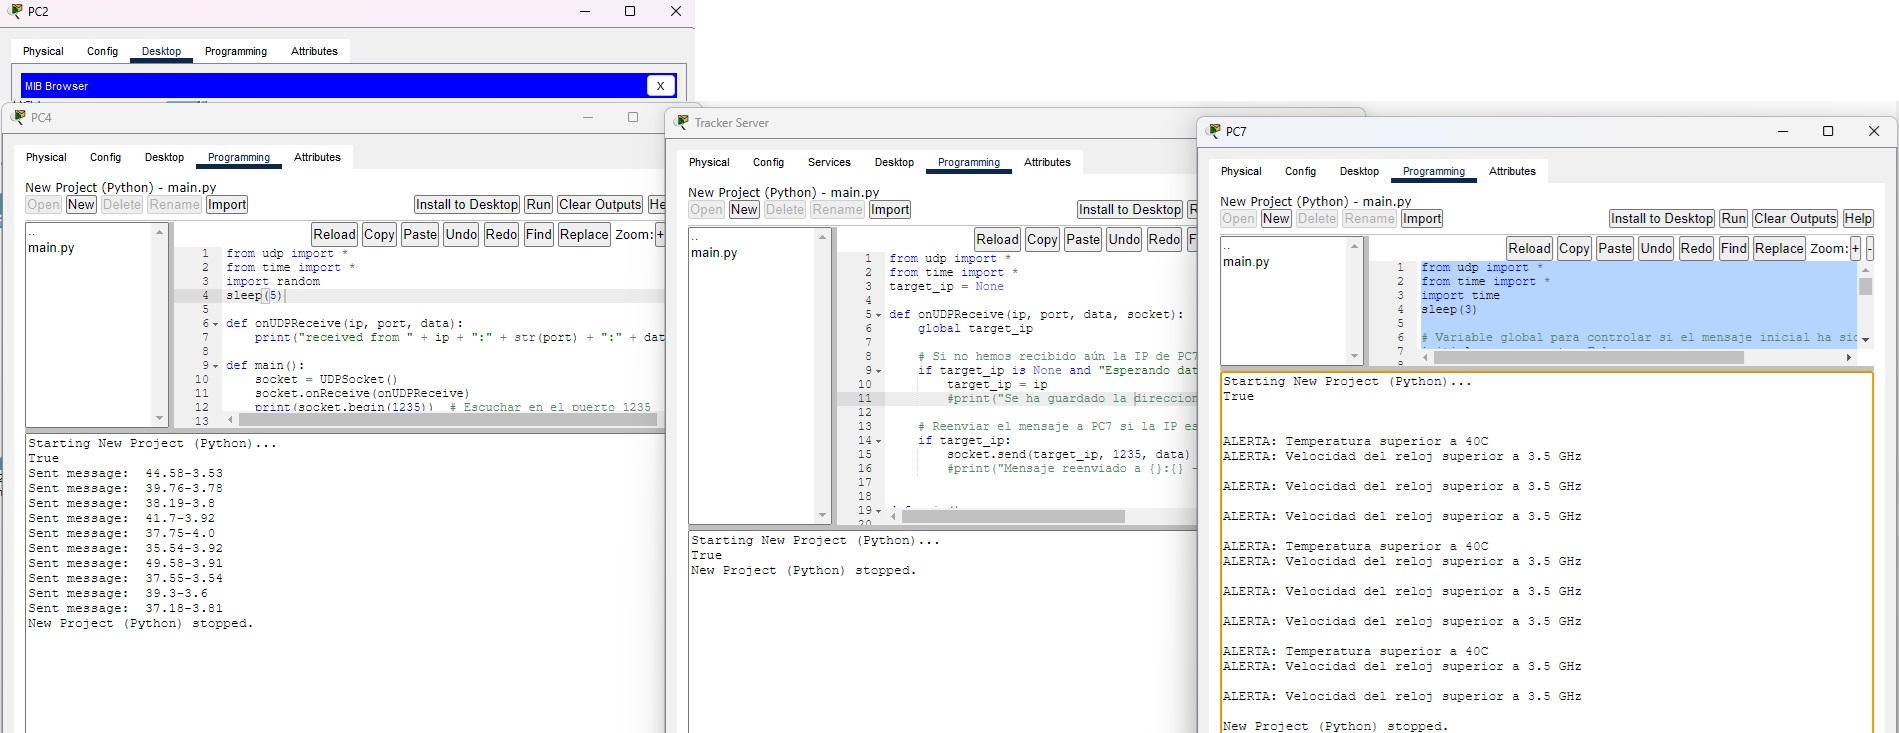 PC2
Physical Config Desktop Programming Attributes
MIB Browser X
PC4
Physical Config Desktop Programming Attributes
New Project (Python) - main.py
Open New Delete Rename Import Install to Desktop Run Clear Outputs He
Reload Copy Paste Undo Redo Find Replace Zoom: +
..
main.py
1 from udp import *
2 from time import *
3 import random
4 sleep(5)
5
6 def onUDPReceive(ip, port, data):
7 print("received from " + ip + ":" + str(port) + ":" + dat
8
9 def main():
10 socket = UDPSocket()
11 socket.onReceive(onUDPReceive)
12 print(socket.begin(1235)) # Escuchar en el puerto 1235
13
Starting New Project (Python)...
True
Sent message: 44.58-3.53
Sent message: 39.76-3.78
Sent message: 38.19-3.8
Sent message: 41.7-3.92
Sent message: 37.75-4.0
Sent message: 35.54-3.92
Sent message: 49.58-3.91
Sent message: 37.55-3.54
Sent message: 39.3-3.6
Sent message: 37.18-3.81
New Project (Python) stopped.
Tracker Server
Physical Config Services Desktop Programming Attributes
New Project (Python) - main.py
Open New Delete Rename Import Install to Desktop R
Reload Copy Paste Undo Redo F
..
main.py
1 from udp import *
2 from time import *
3 target_ip = None
4
5 def onUDPReceive(ip, port, data, socket):
6 global target_ip
7
8 # Si no hemos recibido aún la IP de PC7
9 if target_ip is None and "Esperando dat
10 target_ip = ip
11 #print("Se ha guardado la direccion
12
13 # Reenviar el mensaje a PC7 si la IP es
14 if target_ip:
15 socket.send(target_ip, 1235, data)
16 #print("Mensaje reenviado a {}:{} -
17
18
19
20
Starting New Project (Python)...
True
New Project (Python) stopped.
PC7
Physical Config Desktop Programming Attributes
New Project (Python) - main.py
Open New Delete Rename Import Install to Desktop Run Clear Outputs Help
Reload Copy Paste Undo Redo Find Replace Zoom: + -
..
main.py
1 from udp import *
2 from time import *
3 import time
4 sleep(3)
5
6 # Variable global para controlar si el mensaje inicial ha sid
7
8
Starting New Project (Python)...
True
ALERTA: Temperatura superior a 40C
ALERTA: Velocidad del reloj superior a 3.5 GHz
ALERTA: Velocidad del reloj superior a 3.5 GHz
ALERTA: Velocidad del reloj superior a 3.5 GHz
ALERTA: Temperatura superior a 40C
ALERTA: Velocidad del reloj superior a 3.5 GHz
ALERTA: Velocidad del reloj superior a 3.5 GHz
ALERTA: Velocidad del reloj superior a 3.5 GHz
ALERTA: Temperatura superior a 40C
ALERTA: Velocidad del reloj superior a 3.5 GHz
ALERTA: Velocidad del reloj superior a 3.5 GHz
New Project (Python) stopped.